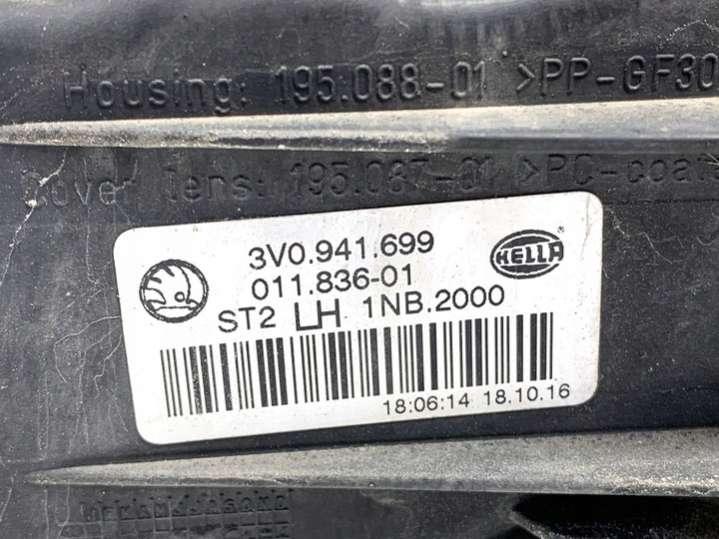 Housing: 195.088-01 >PP-GF30
Cover lens: 195.087-01 >PC-coat
3V0.941.699
HELLA
011.836-01
ST2 LH 1NB.2000
18:06:14 18.10.16